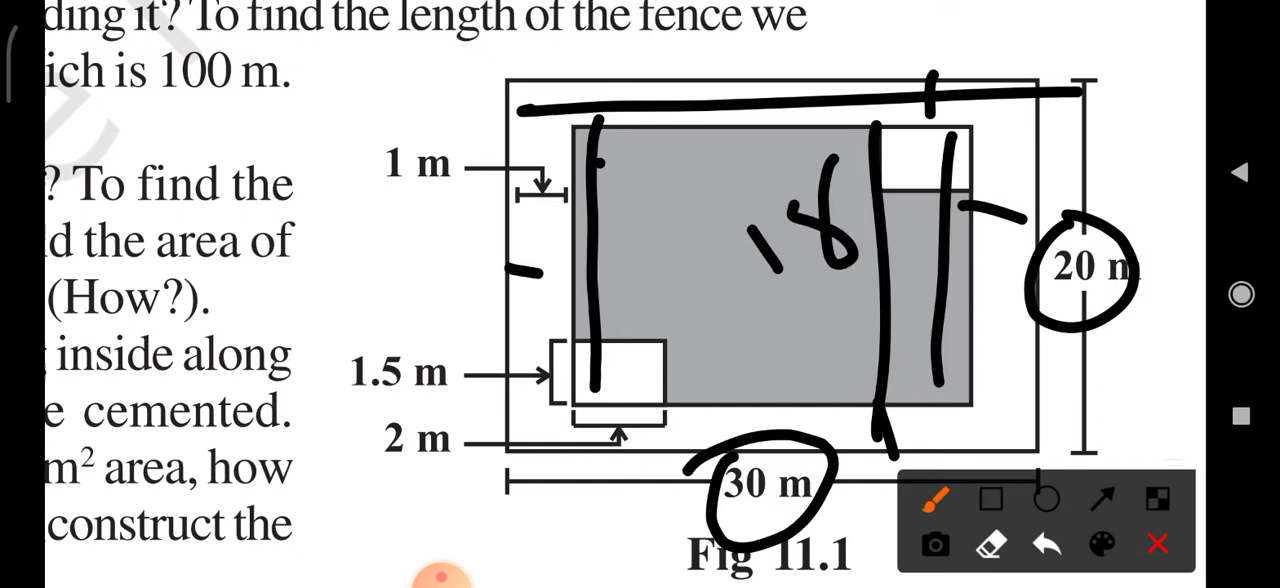 ding it? To find the length of the fence we
ich is 100 m.
? To find the
d the area of
(How?).
inside along
e cemented.
m² area, how
construct the
1 m
18
20 m
1.5 m
2 m
30 m
Fig 11.1